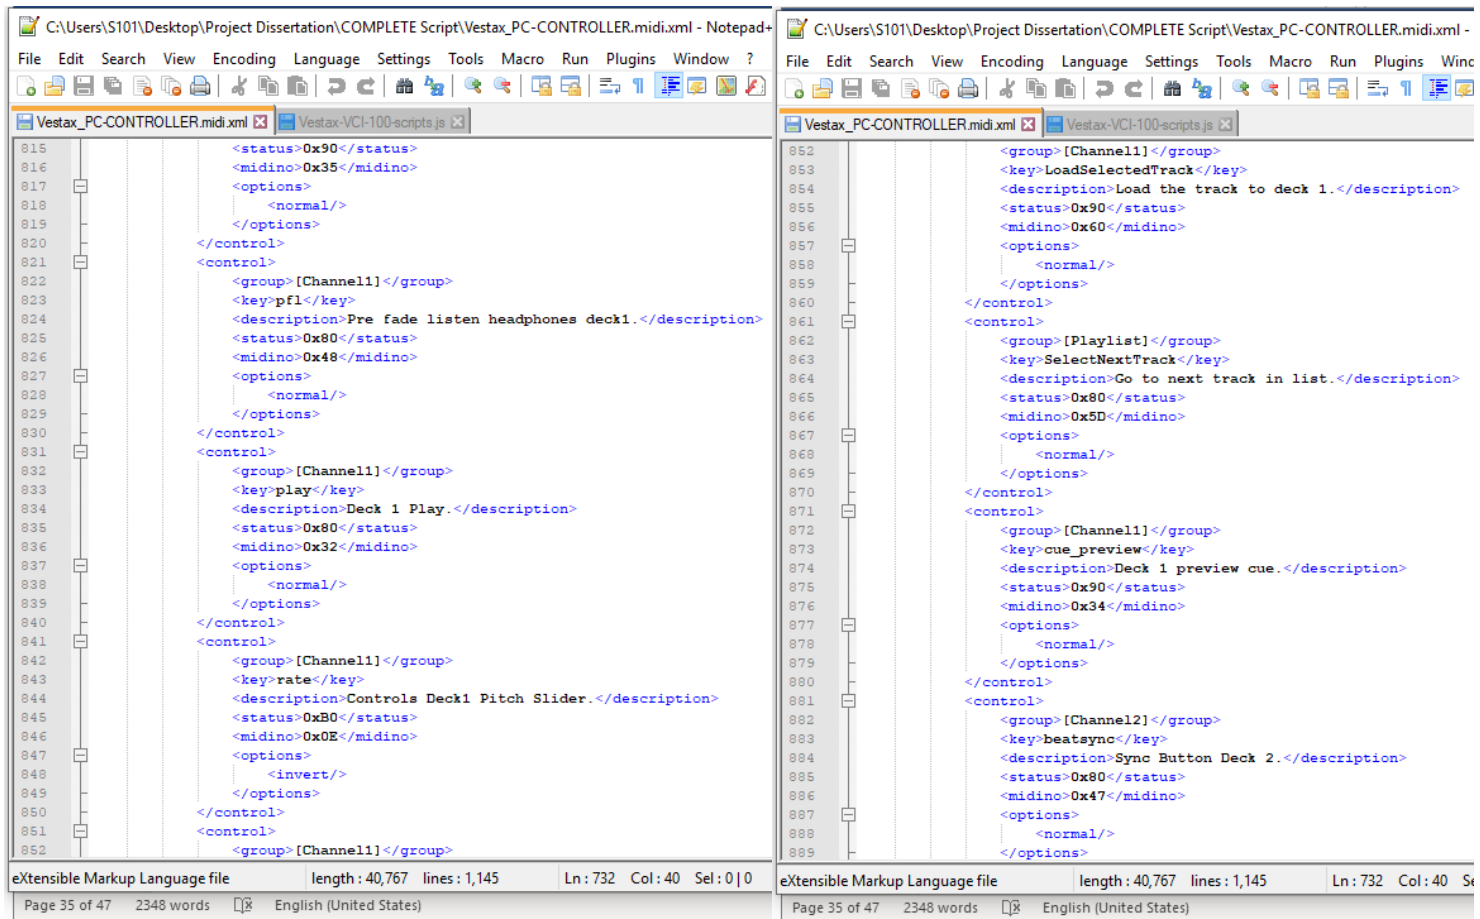 C:\Users\S101\Desktop\Project Dissertation\COMPLETE Script\Vestax_PC-CONTROLLER.midi.xml - Notepad+
File Edit Search View Encoding Language Settings Tools Macro Run Plugins Window ?
Vestax_PC-CONTROLLER.midi.xml Vestax-VCI-100-scripts.js
815 <status>0x90</status>
816 <midino>0x35</midino>
817 <options>
818 <normal/>
819 </options>
820 </control>
821 <control>
822 <group>[Channel1]</group>
823 <key>pfl</key>
824 <description>Pre fade listen headphones deck1.</description>
825 <status>0x80</status>
826 <midino>0x48</midino>
827 <options>
828 <normal/>
829 </options>
830 </control>
831 <control>
832 <group>[Channel1]</group>
833 <key>play</key>
834 <description>Deck 1 Play.</description>
835 <status>0x80</status>
836 <midino>0x32</midino>
837 <options>
838 <normal/>
839 </options>
840 </control>
841 <control>
842 <group>[Channel1]</group>
843 <key>rate</key>
844 <description>Controls Deck1 Pitch Slider.</description>
845 <status>0xB0</status>
846 <midino>0x0E</midino>
847 <options>
848 <invert/>
849 </options>
850 </control>
851 <control>
852 <group>[Channel1]</group>
eXtensible Markup Language file length : 40,767 lines : 1,145 Ln : 732 Col : 40 Sel : 0 | 0
Page 35 of 47 2348 words English (United States)
C:\Users\S101\Desktop\Project Dissertation\COMPLETE Script\Vestax_PC-CONTROLLER.midi.xml -
File Edit Search View Encoding Language Settings Tools Macro Run Plugins Winc
Vestax_PC-CONTROLLER.midi.xml Vestax-VCI-100-scripts.js
852 <group>[Channel1]</group>
853 <key>LoadSelectedTrack</key>
854 <description>Load the track to deck 1.</description>
855 <status>0x90</status>
856 <midino>0x60</midino>
857 <options>
858 <normal/>
859 </options>
860 </control>
861 <control>
862 <group>[Playlist]</group>
863 <key>SelectNextTrack</key>
864 <description>Go to next track in list.</description>
865 <status>0x80</status>
866 <midino>0x5D</midino>
867 <options>
868 <normal/>
869 </options>
870 </control>
871 <control>
872 <group>[Channel1]</group>
873 <key>cue_preview</key>
874 <description>Deck 1 preview cue.</description>
875 <status>0x90</status>
876 <midino>0x34</midino>
877 <options>
878 <normal/>
879 </options>
880 </control>
881 <control>
882 <group>[Channel2]</group>
883 <key>beatsync</key>
884 <description>Sync Button Deck 2.</description>
885 <status>0x80</status>
886 <midino>0x47</midino>
887 <options>
888 <normal/>
889 </options>
eXtensible Markup Language file length : 40,767 lines : 1,145 Ln : 732 Col : 40 Se
Page 35 of 47 2348 words English (United States)